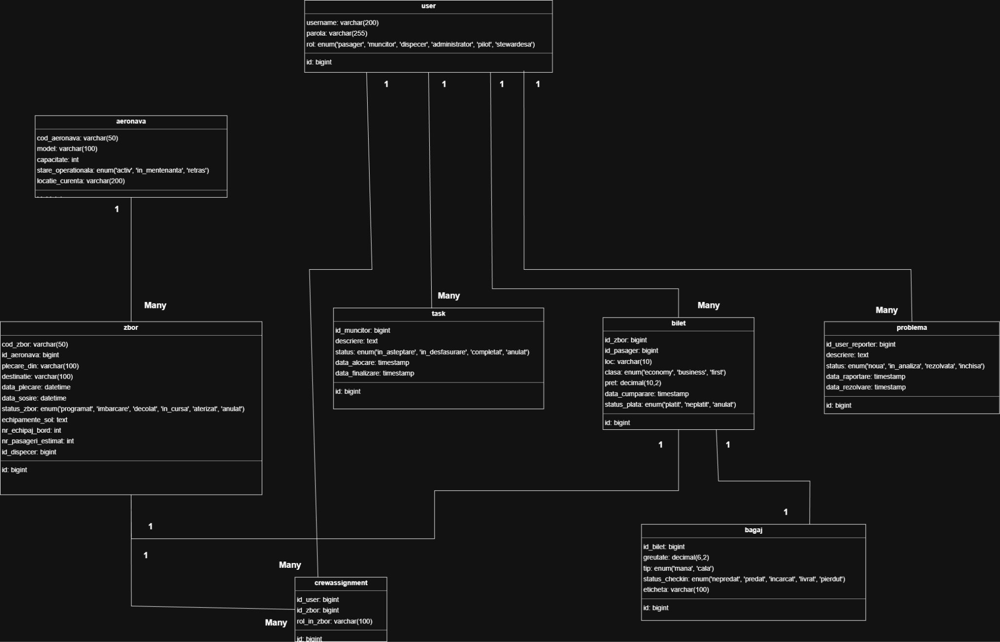 user
username: varchar(200)
parola: varchar(255)
rol: enum('pasager', 'muncitor', 'dispecer', 'administrator', 'pilot', 'stewardesa')
id: bigint
1
1
1
1
aeronava
cod_aeronava: varchar(50)
model: varchar(100)
capacitate: int
stare_operationala: enum('activ', 'in_mentenanta', 'retras')
locatie_curenta: varchar(200)
1
Many
zbor
cod_zbor: varchar(50)
id_aeronava: bigint
plecare_din: varchar(100)
destinatie: varchar(100)
data_plecare: datetime
data_sosire: datetime
status_zbor: enum('programat', 'imbarcare', 'decolat', 'in_cursa', 'aterizat', 'anulat')
echipamente_sol: text
nr_echipaj_bord: int
nr_pasageri_estimat: int
id_dispecer: bigint
id: bigint
Many
task
id_muncitor: bigint
descriere: text
status: enum('in_asteptare', 'in_desfasurare', 'completat', 'anulat')
data_alocare: timestamp
data_finalizare: timestamp
id: bigint
Many
bilet
id_zbor: bigint
id_pasager: bigint
loc: varchar(10)
clasa: enum('economy', 'business', 'first')
pret: decimal(10,2)
data_cumparare: timestamp
status_plata: enum('platit', 'neplatit', 'anulat')
id: bigint
Many
problema
id_user_reporter: bigint
descriere: text
status: enum('noua', 'in_analiza', 'rezolvata', 'inchisa')
data_raportare: timestamp
data_rezolvare: timestamp
id: bigint
1
1
1
1
1
Many
Many
crewassignment
id_user: bigint
id_zbor: bigint
rol_in_zbor: varchar(100)
id: bigint
bagaj
id_bilet: bigint
greutate: decimal(6,2)
tip: enum('mana', 'cala')
status_checkin: enum('nepredat', 'predat', 'incarcat', 'livrat', 'pierdut')
eticheta: varchar(100)
id: bigint